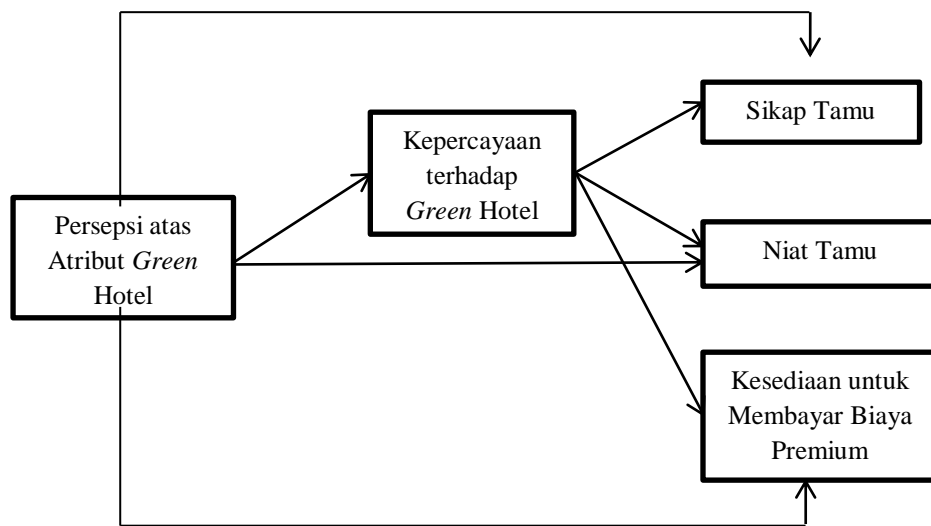 Persepsi atas
Atribut Green
Hotel
Kepercayaan
terhadap
Green Hotel
Sikap Tamu
Niat Tamu
Kesediaan untuk
Membayar Biaya
Premium